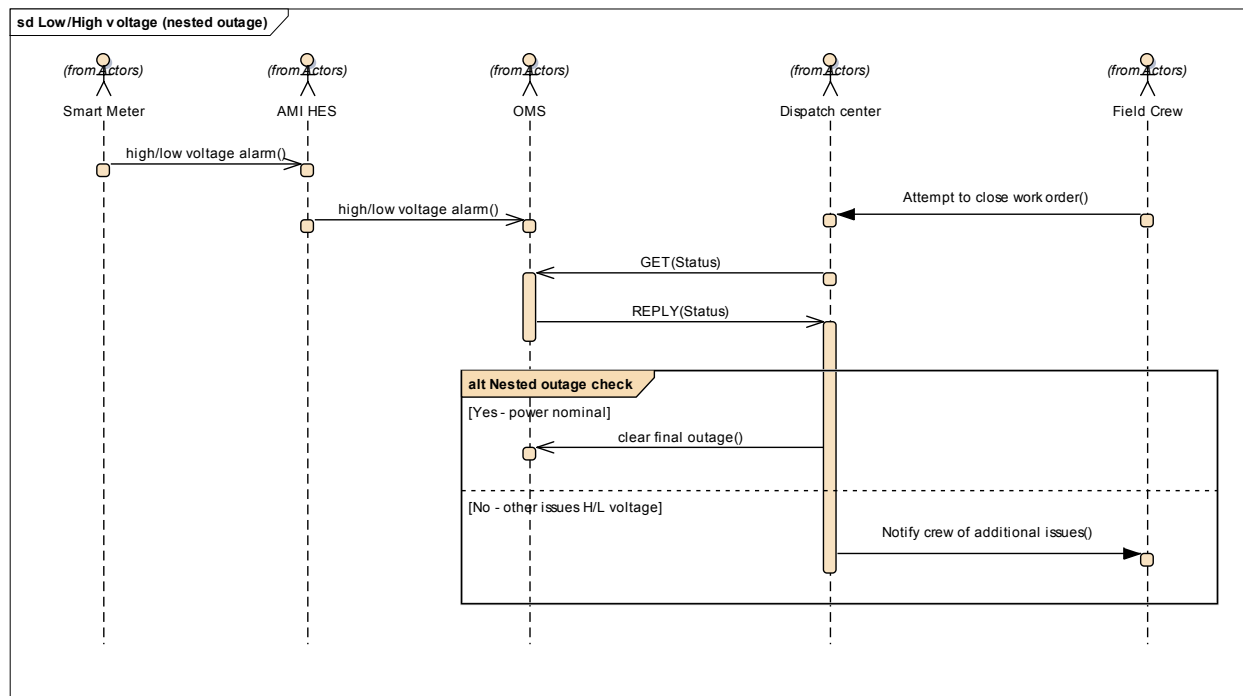 sd Low/High voltage (nested outage)
(from Actors)
(from Actors)
(from Actors)
(from Actors)
(from Actors)
Smart Meter
AMI HES
OMS
Dispatch center
Field Crew
high/low voltage alarm()
high/low voltage alarm()
Attempt to close work order()
GET(Status)
REPLY(Status)
alt Nested outage check
[Yes - power nominal]
clear final outage()
[No - other issues H/L voltage]
Notify crew of additional issues()